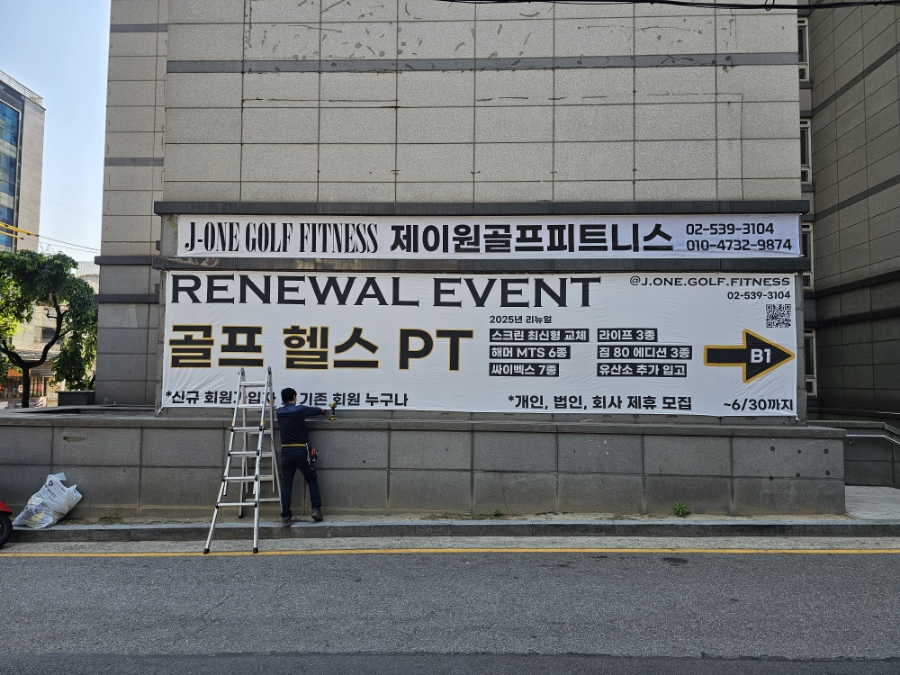 J-ONE GOLF FITNESS 제이원골프피트니스 02-539-3104
010-4732-9874
RENEWAL EVENT @J.ONE.GOLF.FITNESS
02-539-3104
2025년 리뉴얼
골프 헬스 PT
스크린 최신형 교체 라이프 3종
해머 MTS 6종 짐 80 에디션 3종
싸이벡스 7종 유산소 추가 입고
B1
*신규 회원가입자 기존 회원 누구나 *개인, 법인, 회사 제휴 모집 ~6/30까지